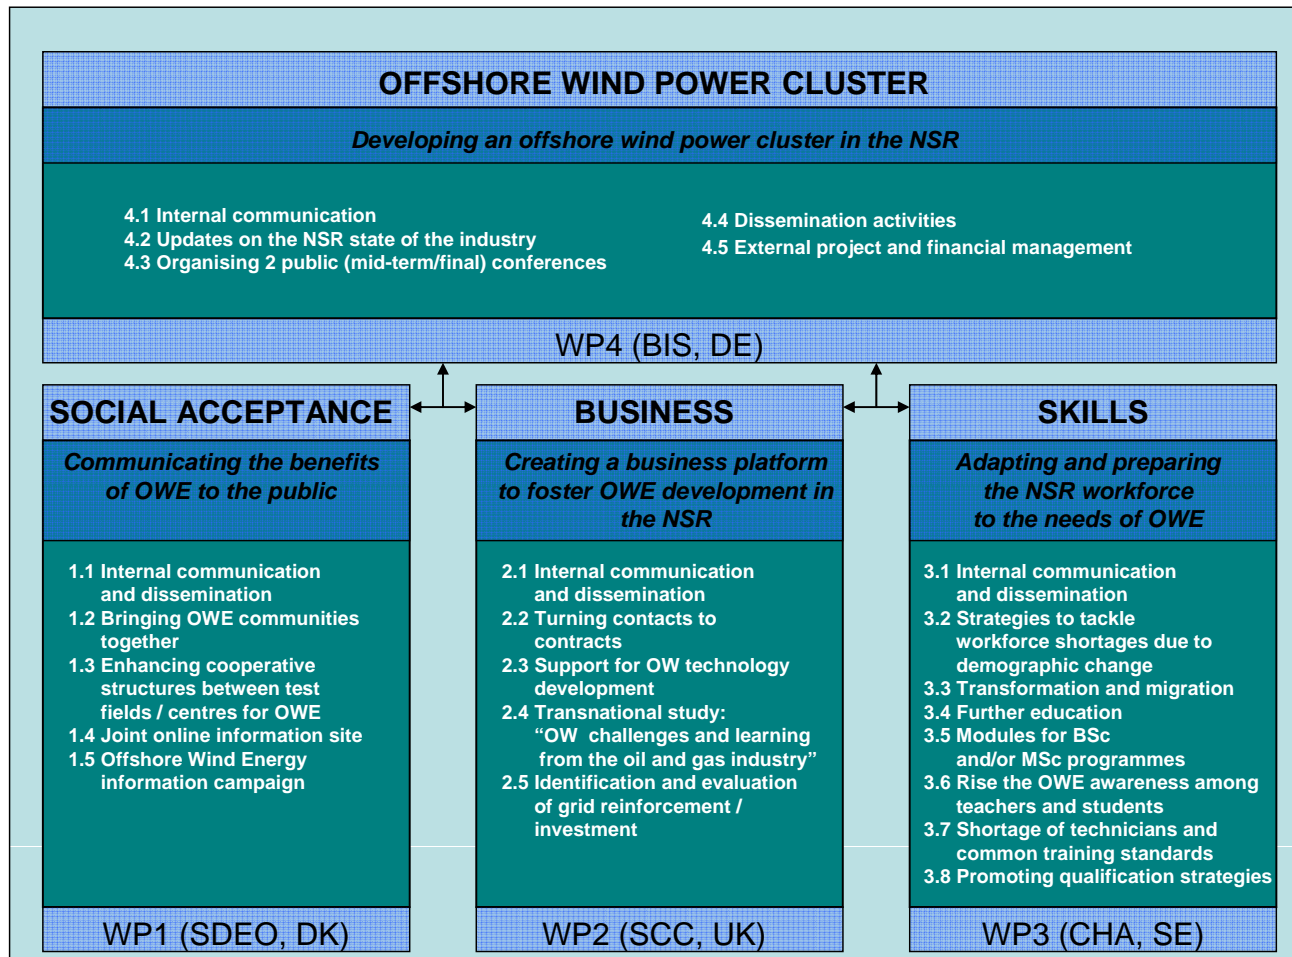 OFFSHORE WIND POWER CLUSTER
Developing an offshore wind power cluster in the NSR
4.1 Internal communication
4.2 Updates on the NSR state of the industry
4.3 Organising 2 public (mid-term/final) conferences
4.4 Dissemination activities
4.5 External project and financial management
WP4 (BIS, DE)
SOCIAL ACCEPTANCE
Communicating the benefits
of OWE to the public
1.1 Internal communication
and dissemination
1.2 Bringing OWE communities
together
1.3 Enhancing cooperative
structures between test
fields / centres for OWE
1.4 Joint online information site
1.5 Offshore Wind Energy
information campaign
WP1 (SDEO, DK)
BUSINESS
Creating a business platform
to foster OWE development in
the NSR
2.1 Internal communication
and dissemination
2.2 Turning contacts to
contracts
2.3 Support for OW technology
development
2.4 Transnational study:
“OW challenges and learning
from the oil and gas industry”
2.5 Identification and evaluation
of grid reinforcement /
investment
WP2 (SCC, UK)
SKILLS
Adapting and preparing
the NSR workforce
to the needs of OWE
3.1 Internal communication
and dissemination
3.2 Strategies to tackle
workforce shortages due to
demographic change
3.3 Transformation and migration
3.4 Further education
3.5 Modules for BSc
and/or MSc programmes
3.6 Rise the OWE awareness among
teachers and students
3.7 Shortage of technicians and
common training standards
3.8 Promoting qualification strategies
WP3 (CHA, SE)